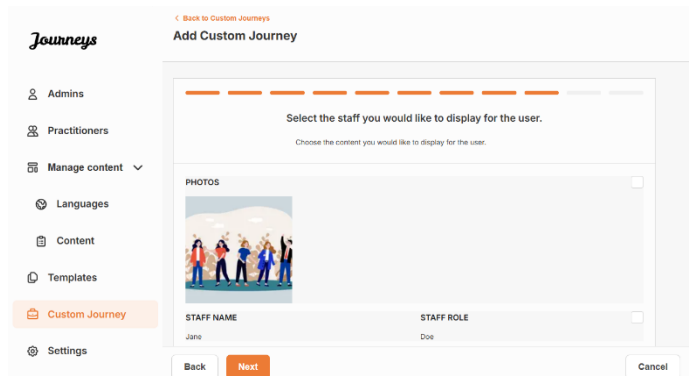 Journeys
Admins
Practitioners
Manage content
Languages
Content
Templates
Custom Journey
Settings
Back to Custom Journeys
Add Custom Journey
Select the staff you would like to display for the user.
Choose the content you would like to display for the user.
PHOTOS
STAFF NAME STAFF ROLE
Jane Doe
Back Next Cancel